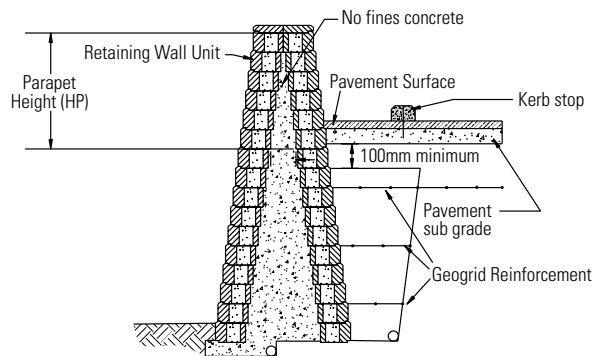 No fines concrete
Retaining Wall Unit
Parapet
Height (HP)
Pavement Surface
Kerb stop
100mm minimum
Pavement
sub grade
Geogrid Reinforcement